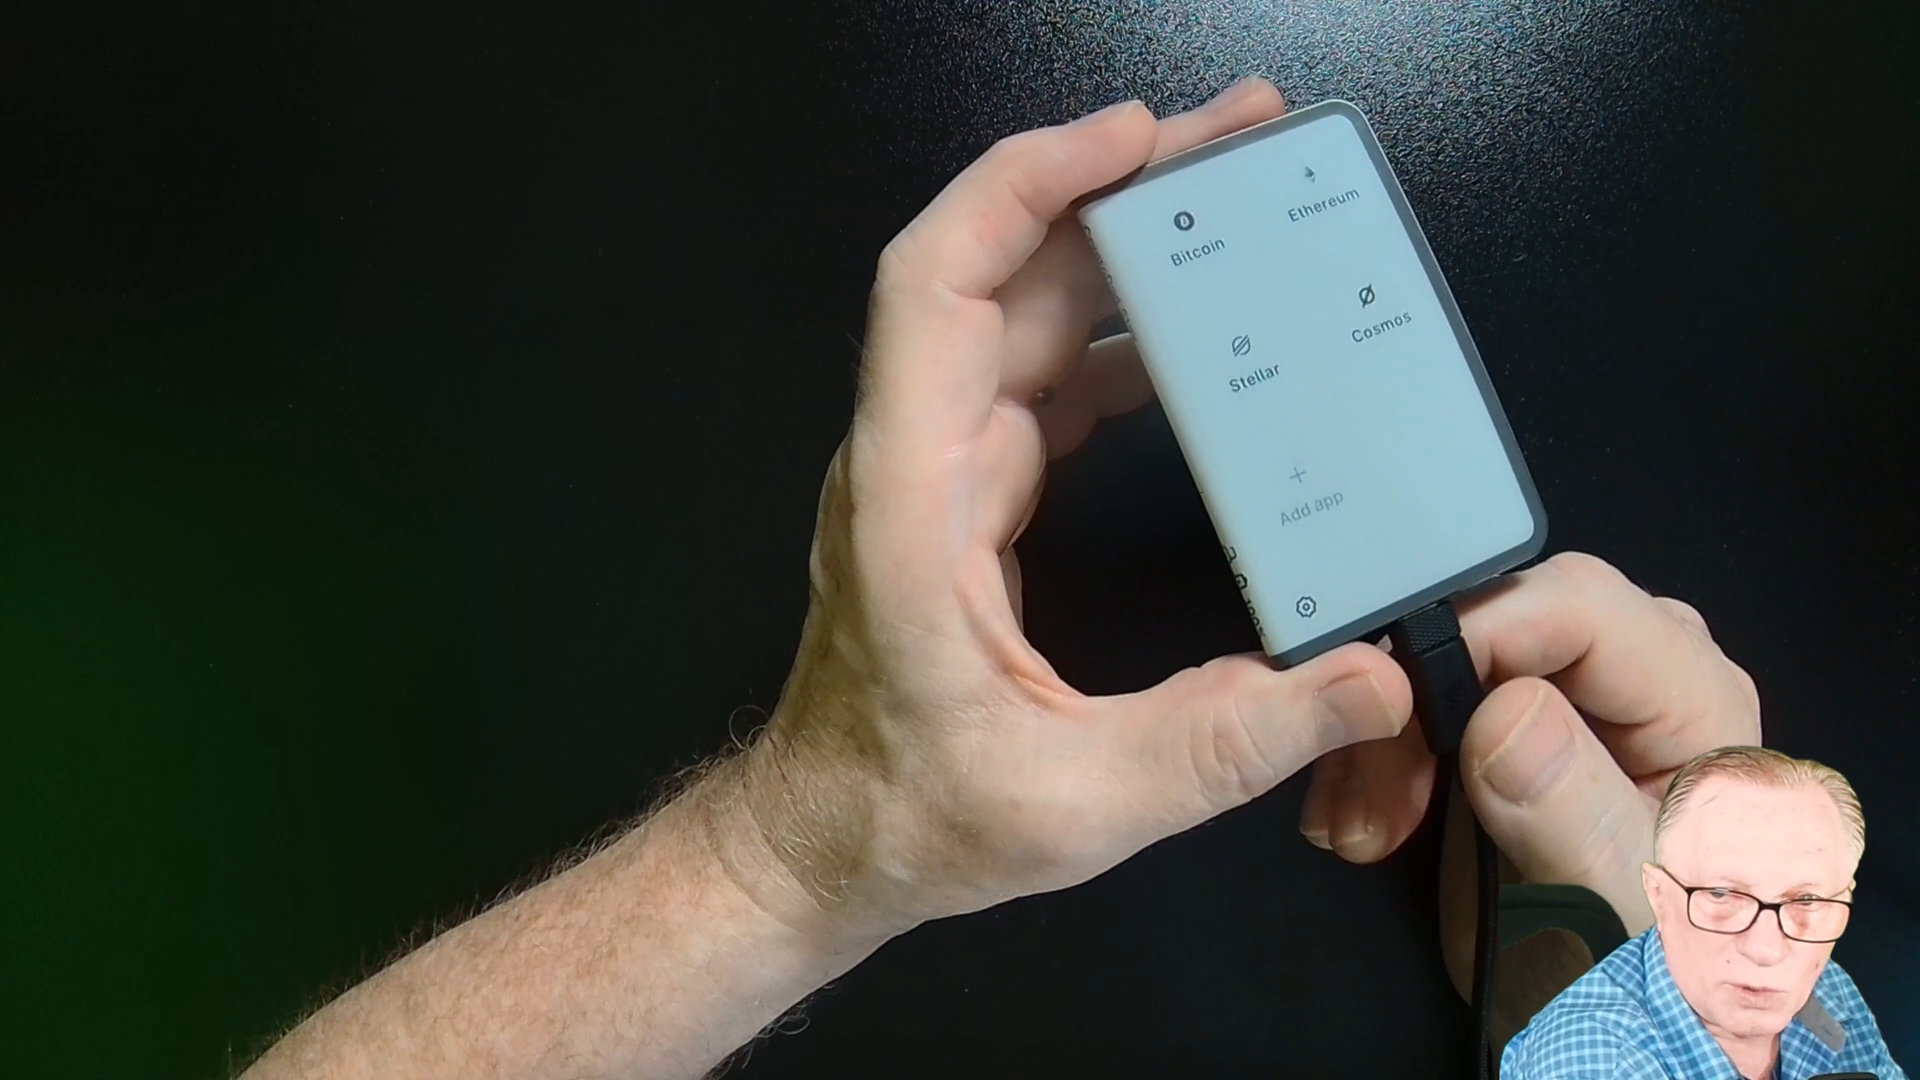 Bitcoin
Ethereum
Stellar
Cosmos
Add app